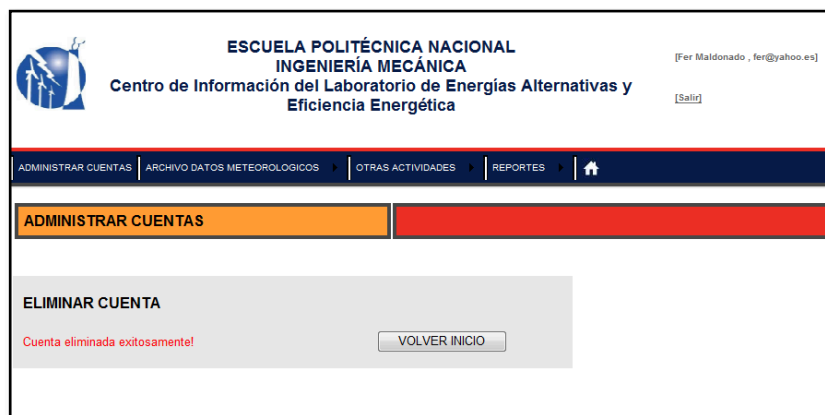 ESCUELA POLITÉCNICA NACIONAL
INGENIERÍA MECÁNICA
Centro de Información del Laboratorio de Energías Alternativas y
Eficiencia Energética
[Fer Maldonado , fer@yahoo.es]
[Salir]
ADMINISTRAR CUENTAS ARCHIVO DATOS METEOROLOGICOS OTRAS ACTIVIDADES REPORTES
ADMINISTRAR CUENTAS
ELIMINAR CUENTA
Cuenta eliminada exitosamente! VOLVER INICIO